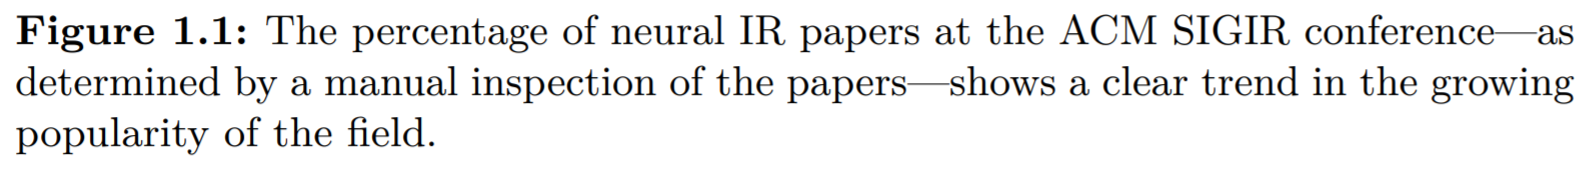 Figure 1.1: The percentage of neural IR papers at the ACM SIGIR conference—as
determined by a manual inspection of the papers—shows a clear trend in the growing
popularity of the field.